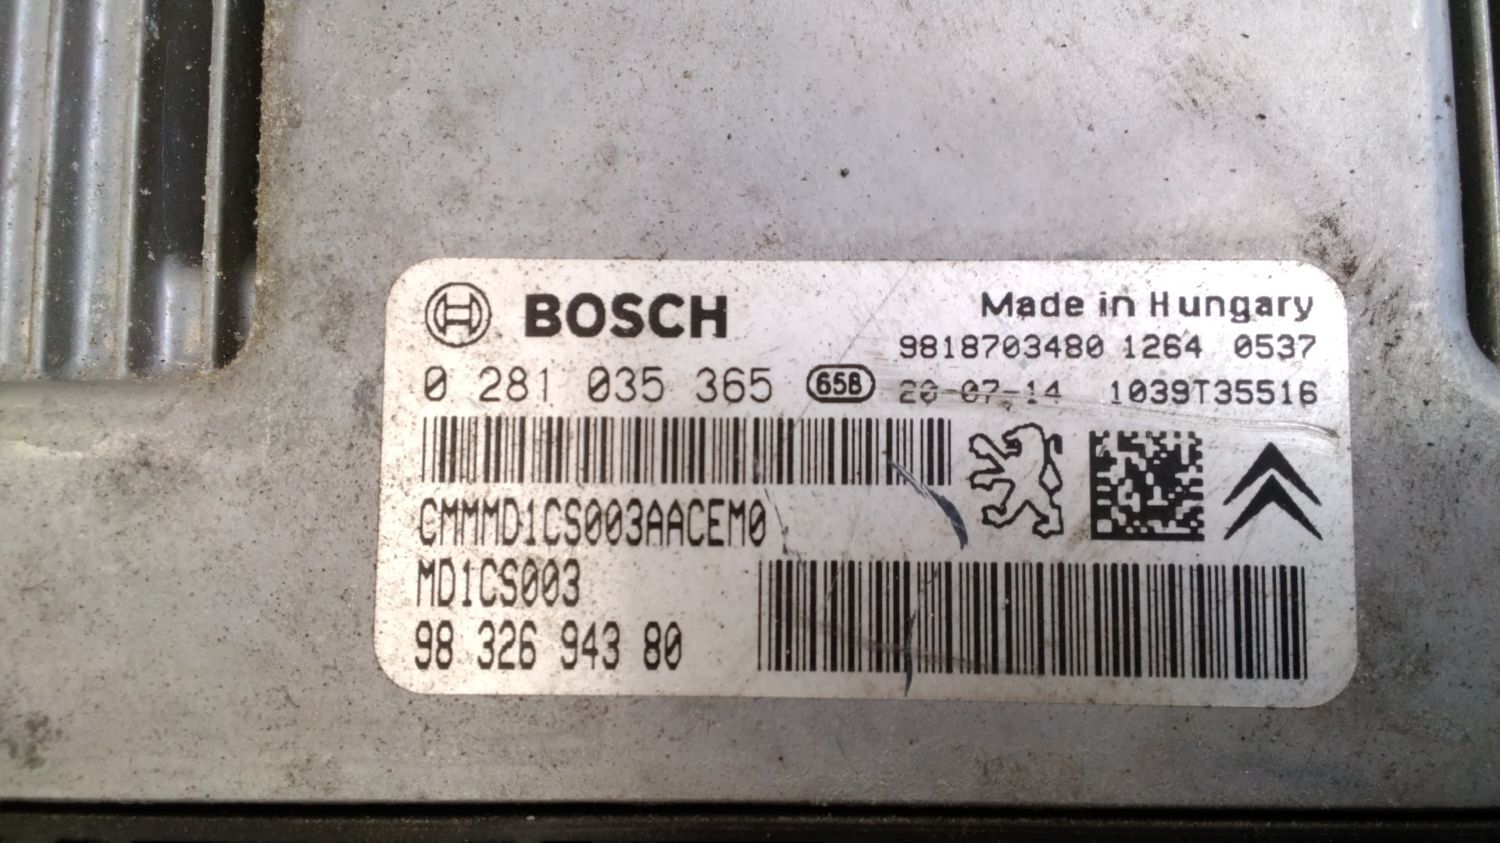 BOSCH
Made in Hungary
9818703480 1264 0537
0 281 035 365 658 20-07-14 1039T35516
CMMMD1CS003AACEM0
MD1CS003
98 326 943 80